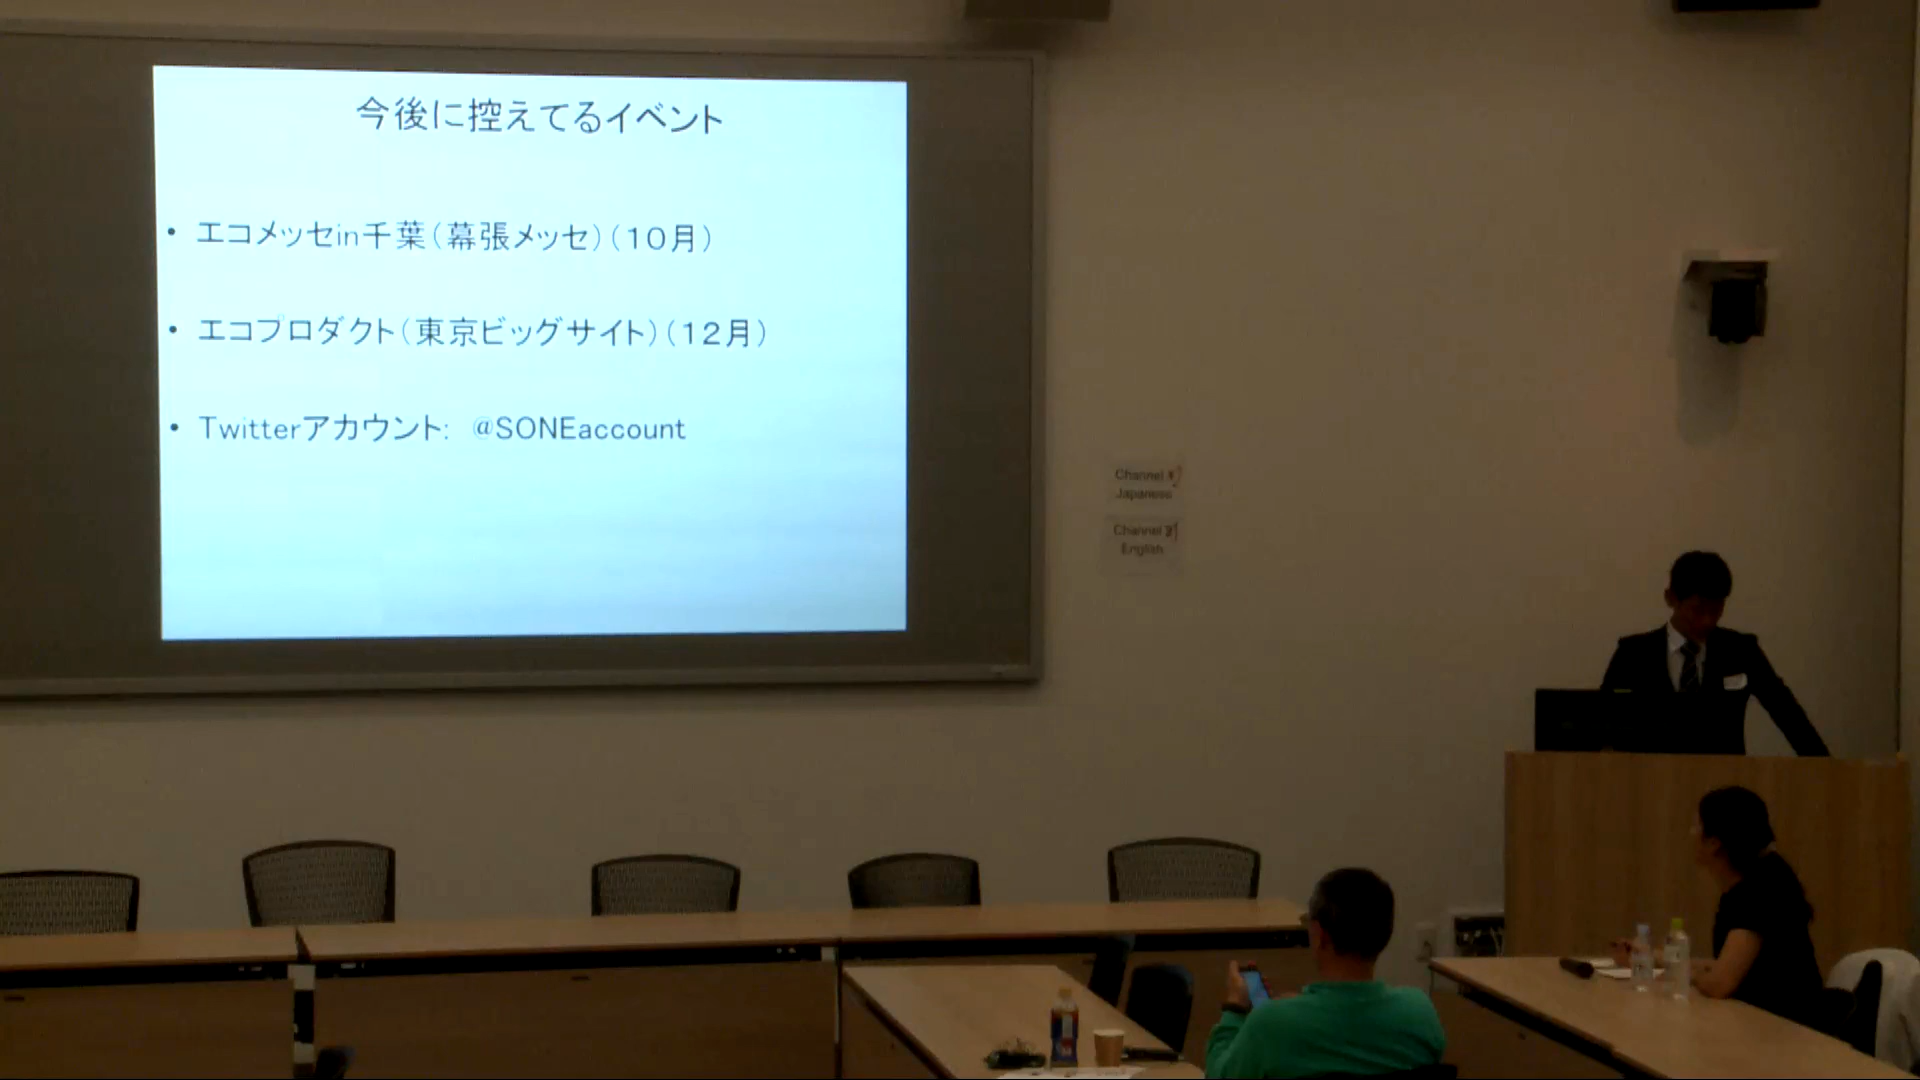 今後に控えてるイベント
• エコメッセin千葉(幕張メッセ)(10月)
• エコプロダクト(東京ビッグサイト)(12月)
• Twitterアカウント: @SONEaccount
Channel
Japanese
Channel
English